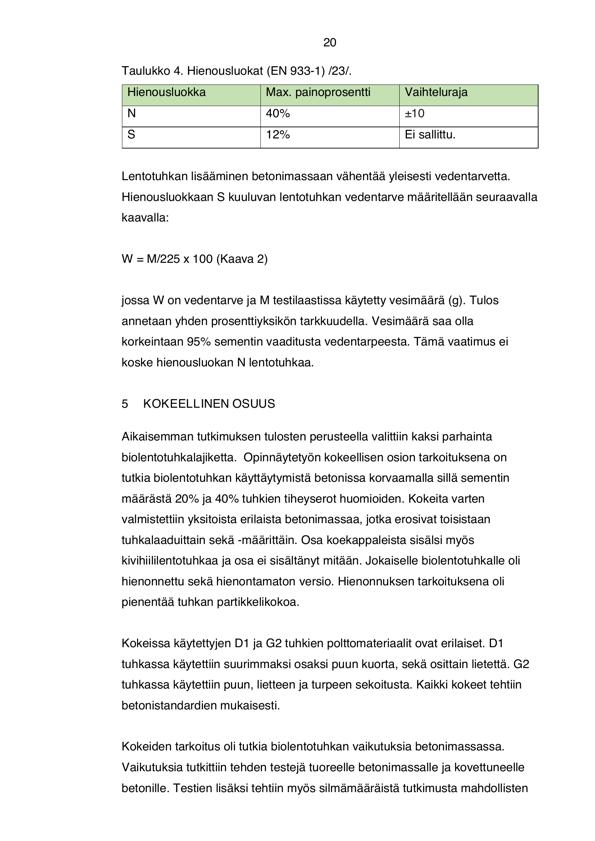 20
Taulukko 4. Hienousluokat (EN 933-1) /23/.
Hienousluokka Max. painoprosentti Vaihteluraja
N 40% ±10
S 12% Ei sallittu.
Lentotuhkan lisääminen betonimassaan vähentää yleisesti vedentarvetta.
Hienousluokkaan S kuuluvan lentotuhkan vedentarve määritellään seuraavalla
kaavalla:
W = M/225 x 100 (Kaava 2)
jossa W on vedentarve ja M testilaastissa käytetty vesimäärä (g). Tulos
annetaan yhden prosenttiyksikön tarkkuudella. Vesimäärä saa olla
korkeintaan 95% sementin vaaditusta vedentarpeesta. Tämä vaatimus ei
koske hienousluokan N lentotuhkaa.
5 KOKEELLINEN OSUUS
Aikaisemman tutkimuksen tulosten perusteella valittiin kaksi parhainta
biolentotuhkalajiketta. Opinnäytetyön kokeellisen osion tarkoituksena on
tutkia biolentotuhkan käyttäytymistä betonissa korvaamalla sillä sementin
määrästä 20% ja 40% tuhkien tiheyserot huomioiden. Kokeita varten
valmistettiin yksitoista erilaista betonimassaa, jotka erosivat toisistaan
tuhkalaaduittain sekä -määrittäin. Osa koekappaleista sisälsi myös
kivihiililentotuhkaa ja osa ei sisältänyt mitään. Jokaiselle biolentotuhkalle oli
hienonnettu sekä hienontamaton versio. Hienonnuksen tarkoituksena oli
pienentää tuhkan partikkelikokoa.
Kokeissa käytettyjen D1 ja G2 tuhkien polttomateriaalit ovat erilaiset. D1
tuhkassa käytettiin suurimmaksi osaksi puun kuorta, sekä osittain lietettä. G2
tuhkassa käytettiin puun, lietteen ja turpeen sekoitusta. Kaikki kokeet tehtiin
betonistandardien mukaisesti.
Kokeiden tarkoitus oli tutkia biolentotuhkan vaikutuksia betonimassassa.
Vaikutuksia tutkittiin tehden testejä tuoreelle betonimassalle ja kovettuneelle
betonille. Testien lisäksi tehtiin myös silmämääräistä tutkimusta mahdollisten